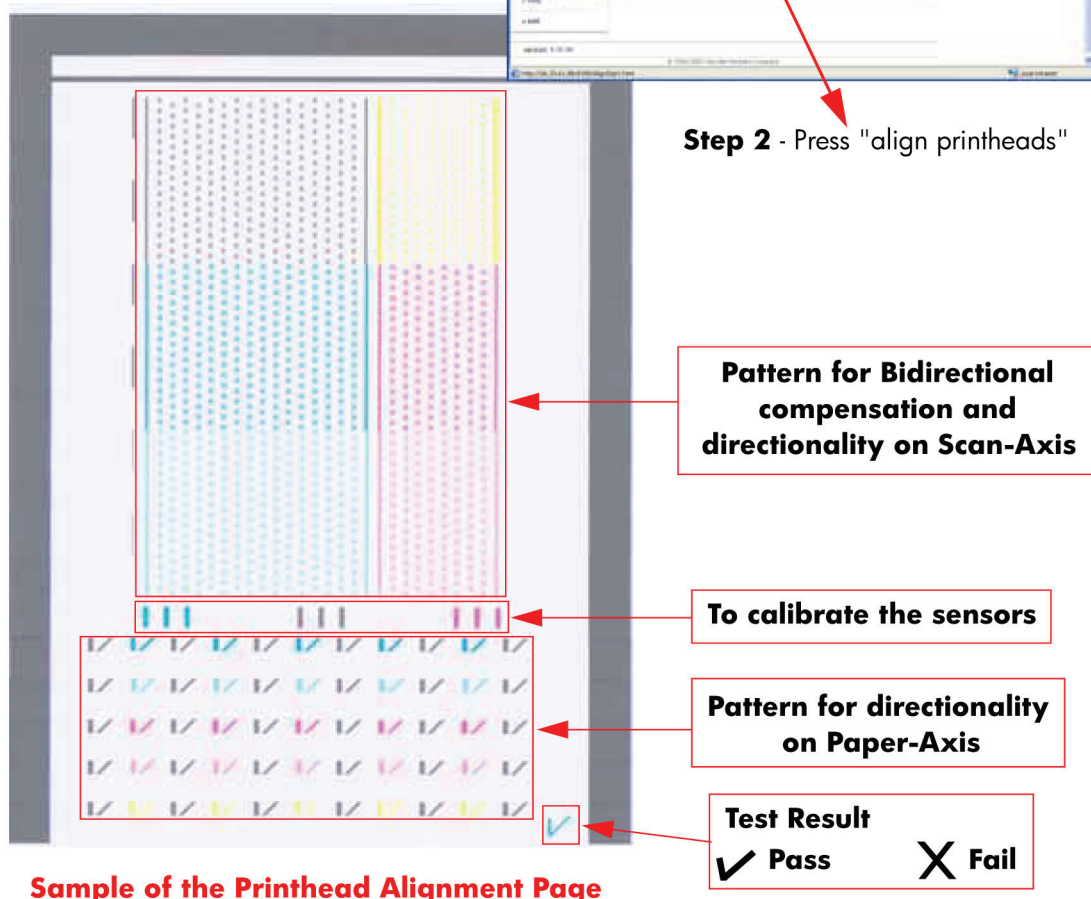 Step 2 - Press "align printheads"
Pattern for Bidirectional
compensation and
directionality on Scan-Axis
To calibrate the sensors
Pattern for directionality
on Paper-Axis
Test Result
✓ Pass X Fail
Sample of the Printhead Alignment Page